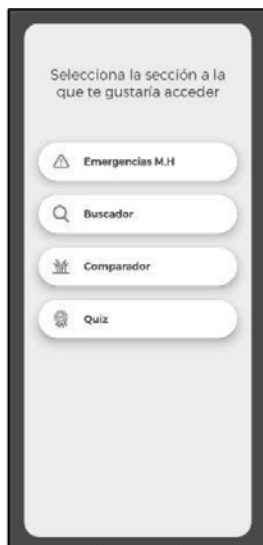 Selecciona la sección a la
que te gustaría acceder
Emergencias M.H
Buscador
Comparador
Quiz